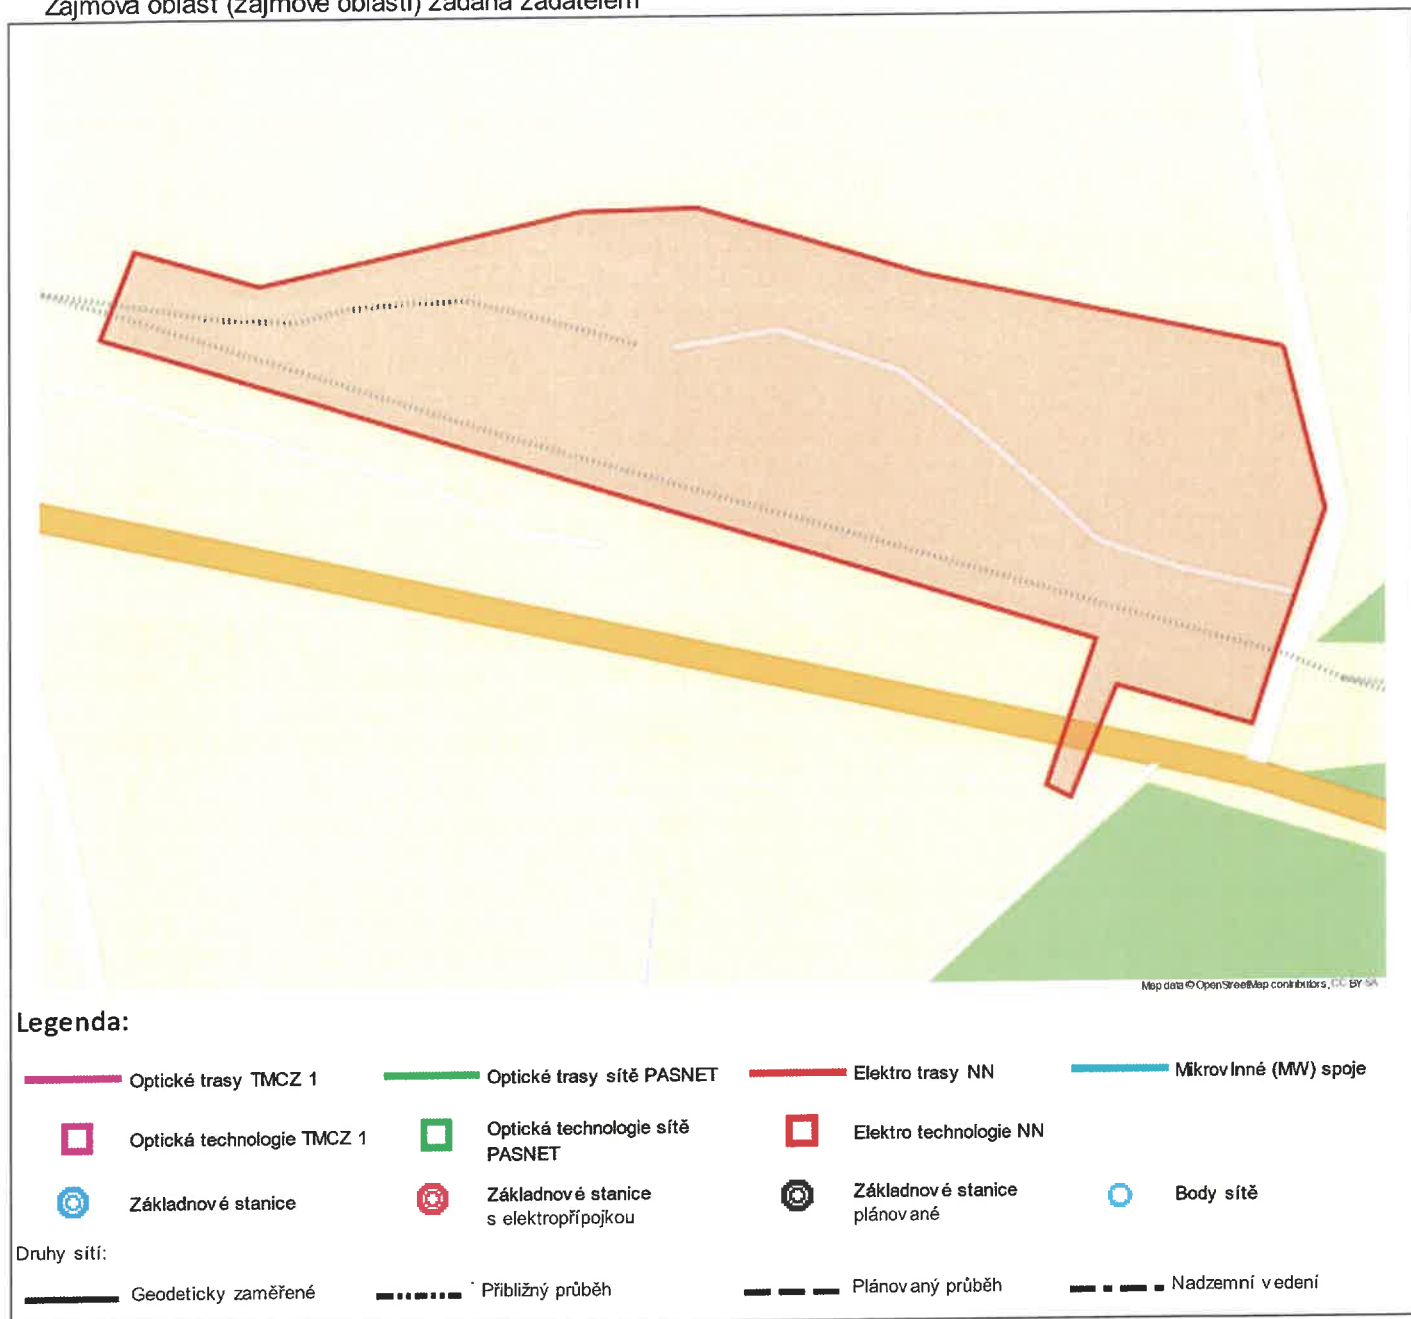 Zájmová oblast (zájmové oblasti) zadaná žadatelem
Map data © OpenStreetMap contributors, CC BY SA
Legenda:
Optické trasy TMCZ 1
Optické trasy sítě PASNET
Elektro trasy NN
Mikrovlnné (MW) spoje
Optická technologie TMCZ 1
Optická technologie sítě
PASNET
Elektro technologie NN
Základnové stanice
Základnové stanice
s elektropřípojkou
Základnové stanice
plánované
Body sítě
Druhy sítí:
Geodeticky zaměřené
Přibližný průběh
Plánovaný průběh
Nadzemní vedení